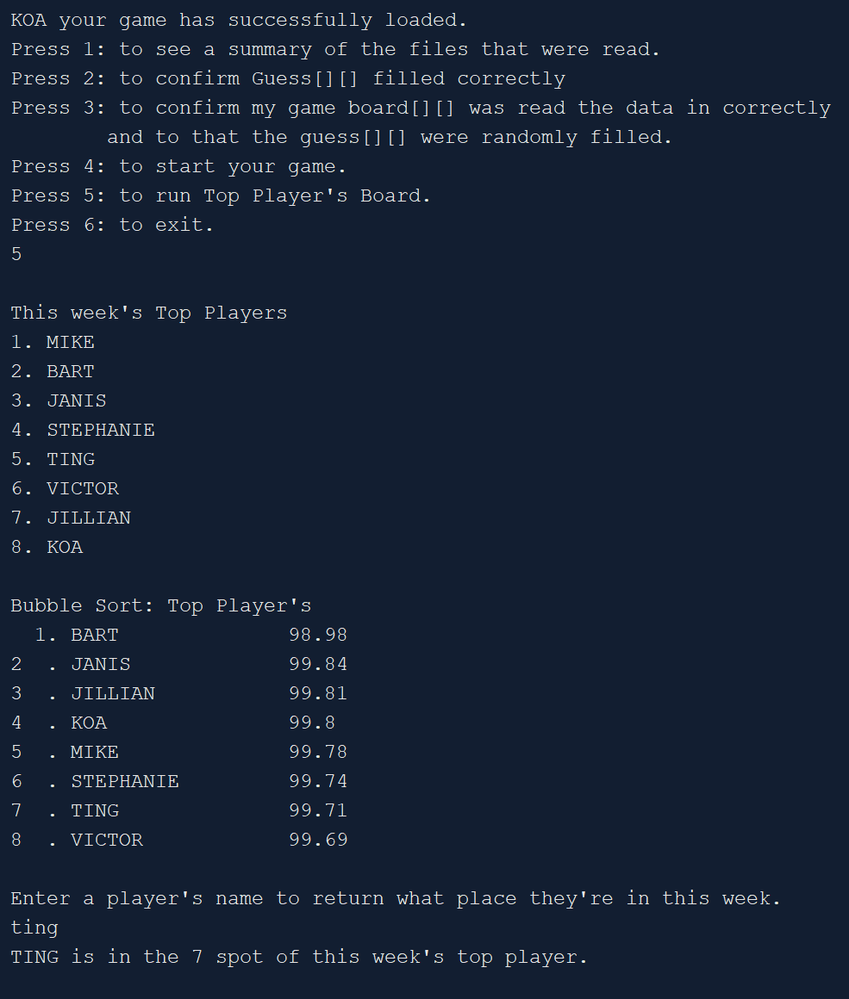 KOA your game has successfully loaded.
Press 1: to see a summary of the files that were read.
Press 2: to confirm Guess[][] filled correctly
Press 3: to confirm my game board[][] was read the data in correctly
        and to that the guess[][] were randomly filled.
Press 4: to start your game.
Press 5: to run Top Player's Board.
Press 6: to exit.
5

This week's Top Players
1. MIKE
2. BART
3. JANIS
4. STEPHANIE
5. TING
6. VICTOR
7. JILLIAN
8. KOA

Bubble Sort: Top Player's
  1. BART              98.98
2  . JANIS             99.84
3  . JILLIAN           99.81
4  . KOA               99.8
5  . MIKE              99.78
6  . STEPHANIE         99.74
7  . TING              99.71
8  . VICTOR            99.69

Enter a player's name to return what place they're in this week.
ting
TING is in the 7 spot of this week's top player.